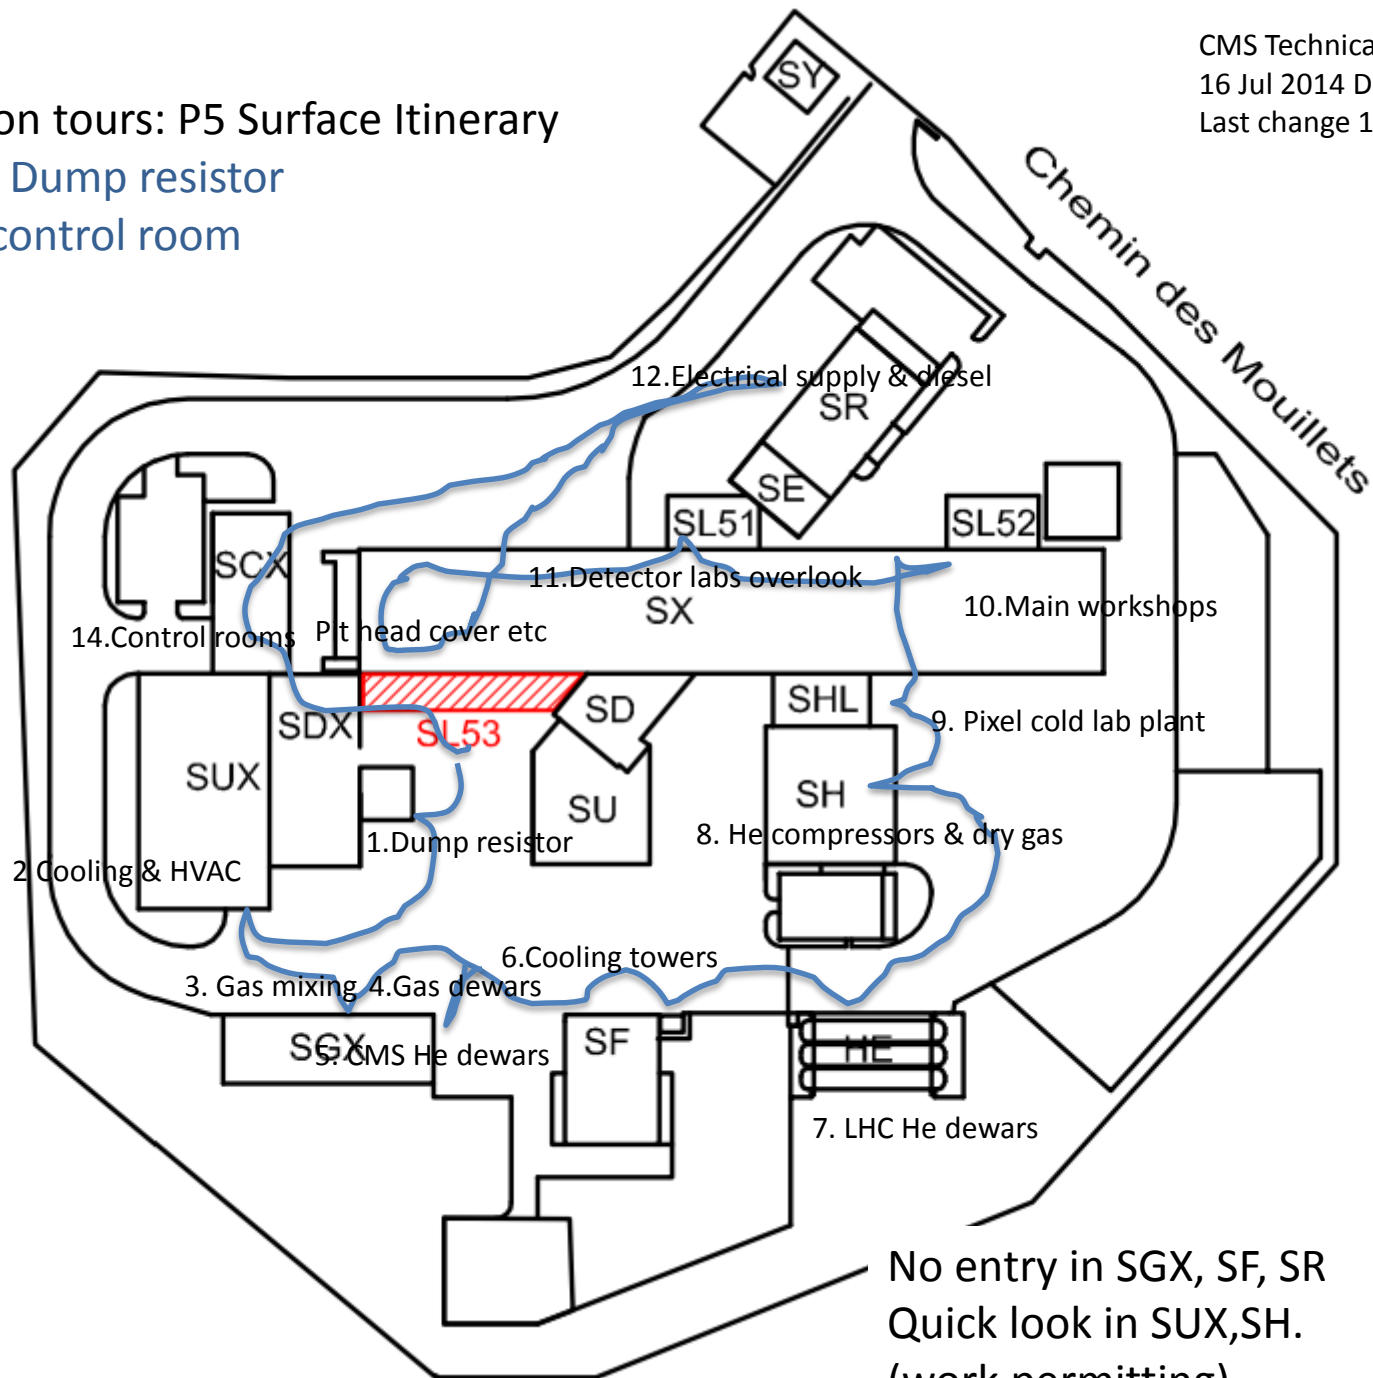 CMS Technica
16 Jul 2014 D
Last change 1
on tours: P5 Surface Itinerary
Dump resistor
control room
SY
Chemin des Mouillets
12.Electrical supply & diesel
SR
SE
SL51
SL52
SCX
11.Detector labs overlook
SX
10.Main workshops
14.Control rooms
Pit head cover etc
SDX
SL53
SD
SHL
9. Pixel cold lab plant
SUX
SU
SH
1.Dump resistor
8. He compressors & dry gas
2 Cooling & HVAC
6.Cooling towers
3. Gas mixing
4.Gas dewars
SGX
5. CMS He dewars
SF
HE
7. LHC He dewars
No entry in SGX, SF, SR
Quick look in SUX,SH.
(work permitting)